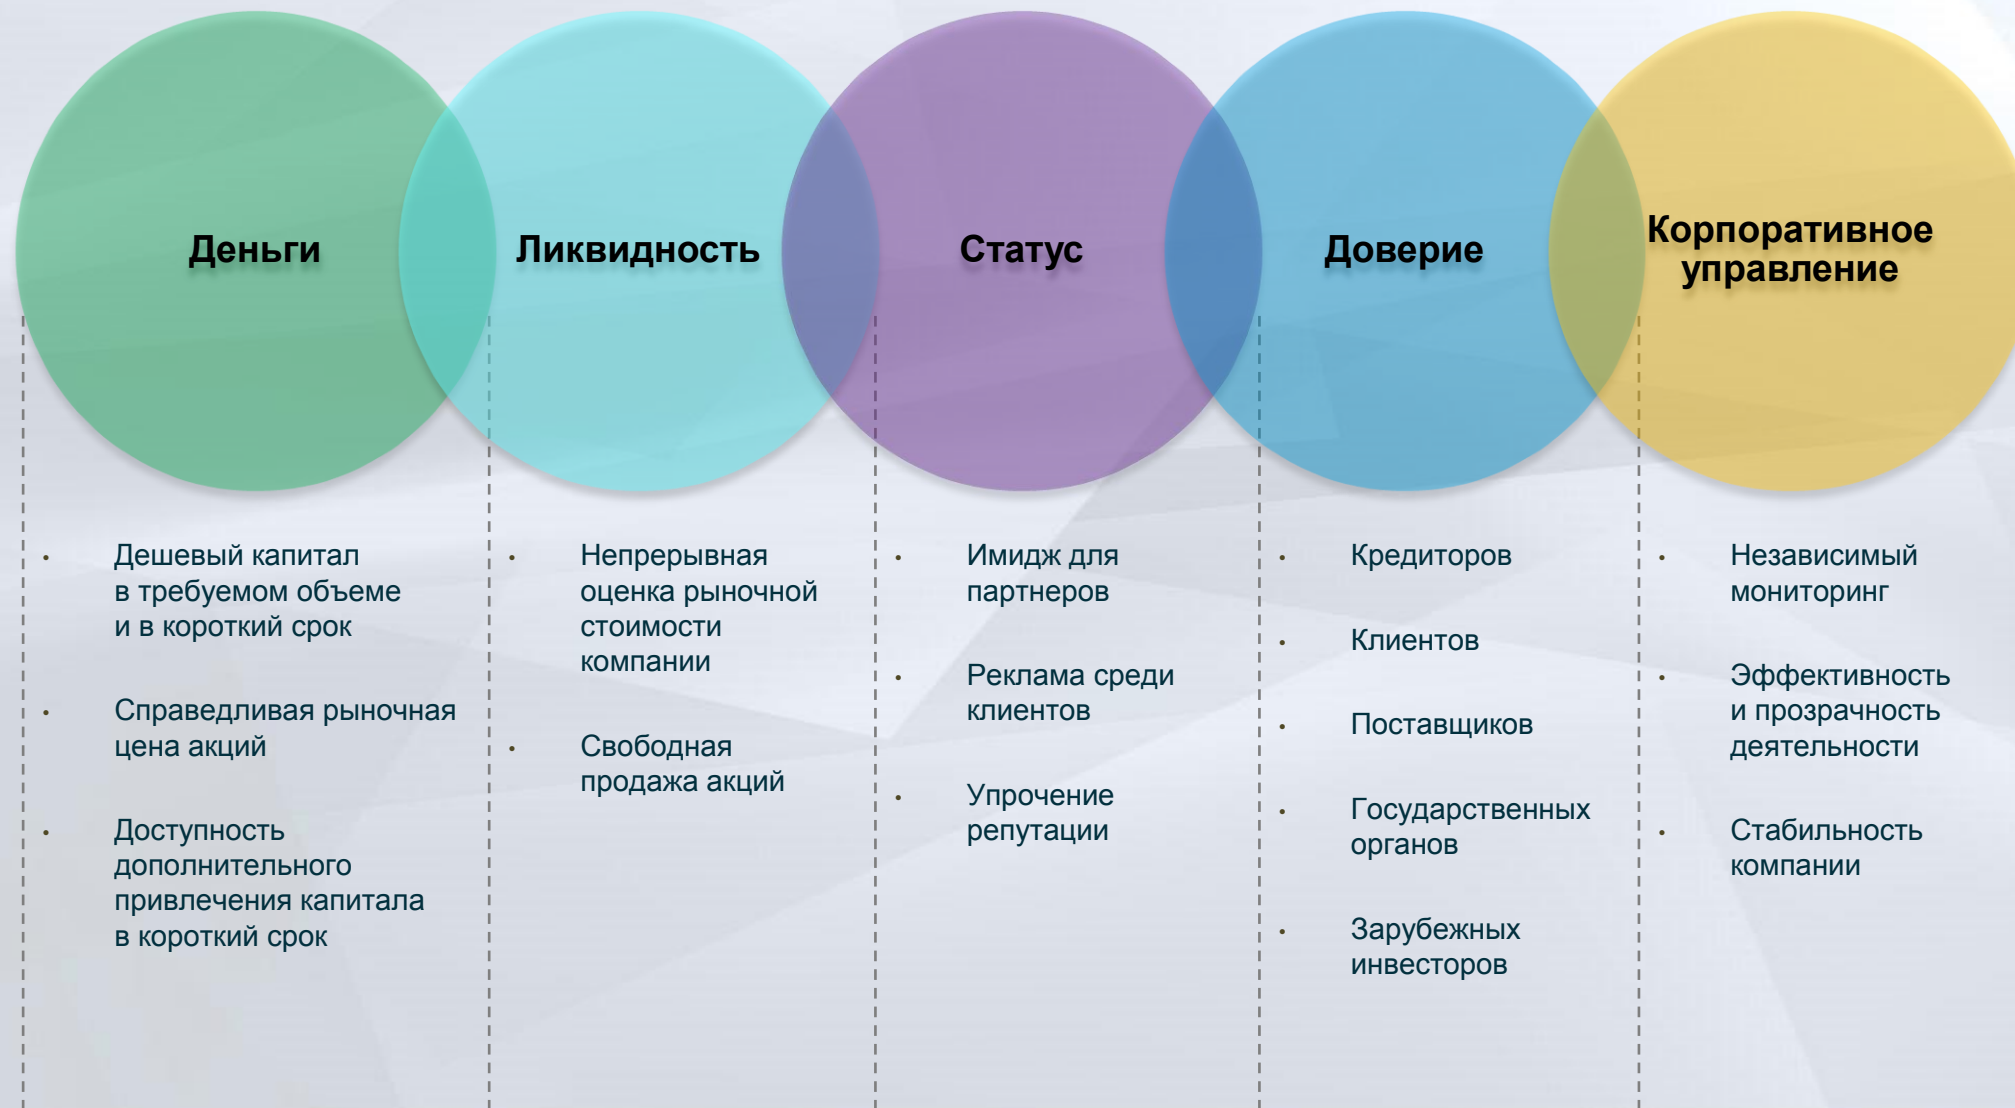 Деньги
Ликвидность
Статус
Доверие
Корпоративное
управление
• Дешевый капитал
в требуемом объеме
и в короткий срок
• Справедливая рыночная
цена акций
• Доступность
дополнительного
привлечения капитала
в короткий срок
• Непрерывная
оценка рыночной
стоимости
компании
• Свободная
продажа акций
• Имидж для
партнеров
• Реклама среди
клиентов
• Упрочение
репутации
• Кредиторов
• Клиентов
• Поставщиков
• Государственных
органов
• Зарубежных
инвесторов
• Независимый
мониторинг
• Эффективность
и прозрачность
деятельности
• Стабильность
компании